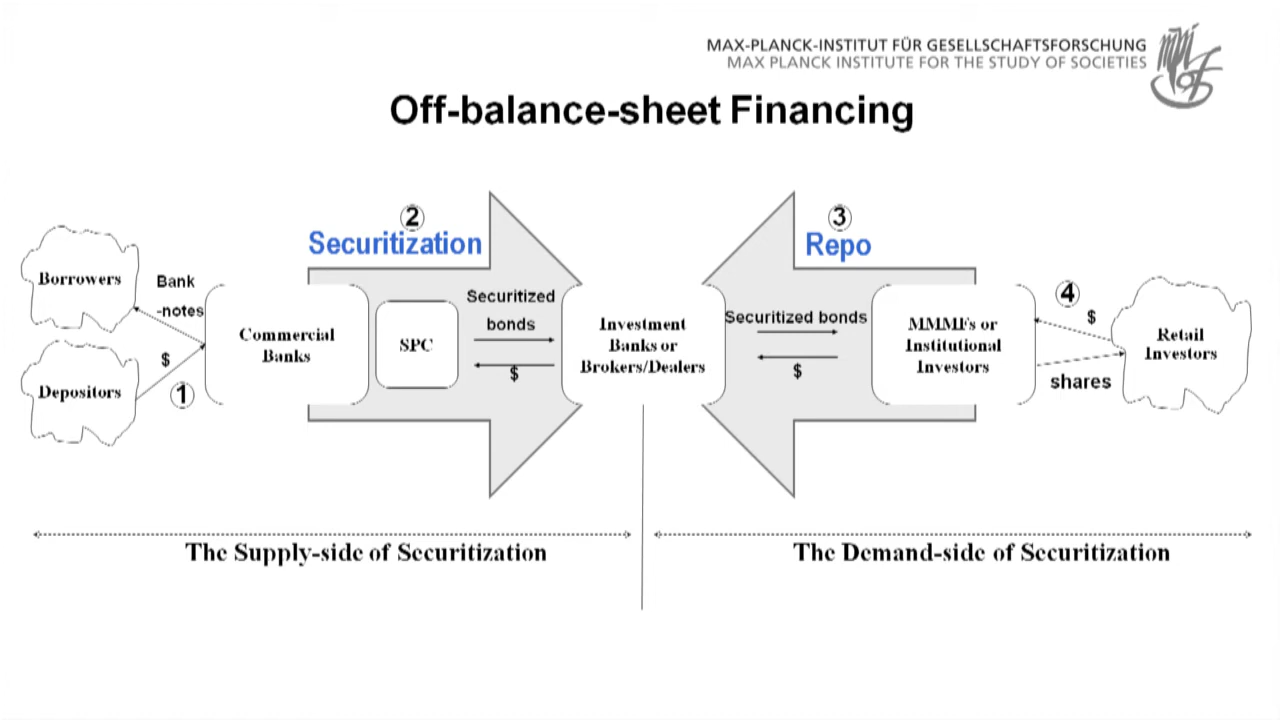 MAX-PLANCK-INSTITUT FÜR GESELLSCHAFTSFORSCHUNG
MAX PLANCK INSTITUTE FOR THE STUDY OF SOCIETIES
Off-balance-sheet Financing
2
Securitization
3
Repo
Borrowers
Bank
-notes
Depositors
$
1
Commercial
Banks
SPC
Securitized
bonds
$
Investment
Banks or
Brokers/Dealers
Securitized bonds
$
MMMFs or
Institutional
Investors
4
$
shares
Retail
Investors
The Supply-side of Securitization
The Demand-side of Securitization